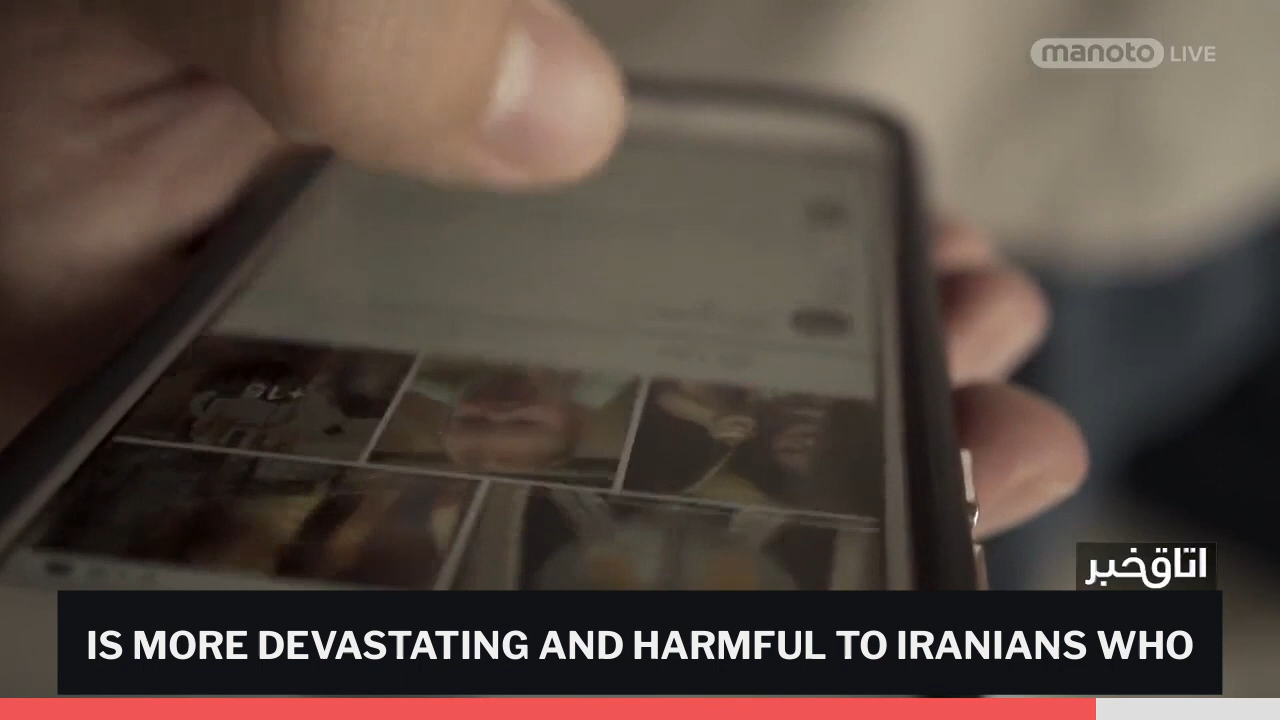 manoto LIVE
اتاق خبر
IS MORE DEVASTATING AND HARMFUL TO IRANIANS WHO